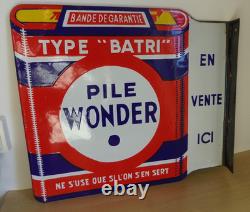 BANDE DE GARANTIE
TYPE "BATRI"
PILE
WONDER
NE S'USE QUE SI L'ON S'EN SERT
EN
VENTE
ICI